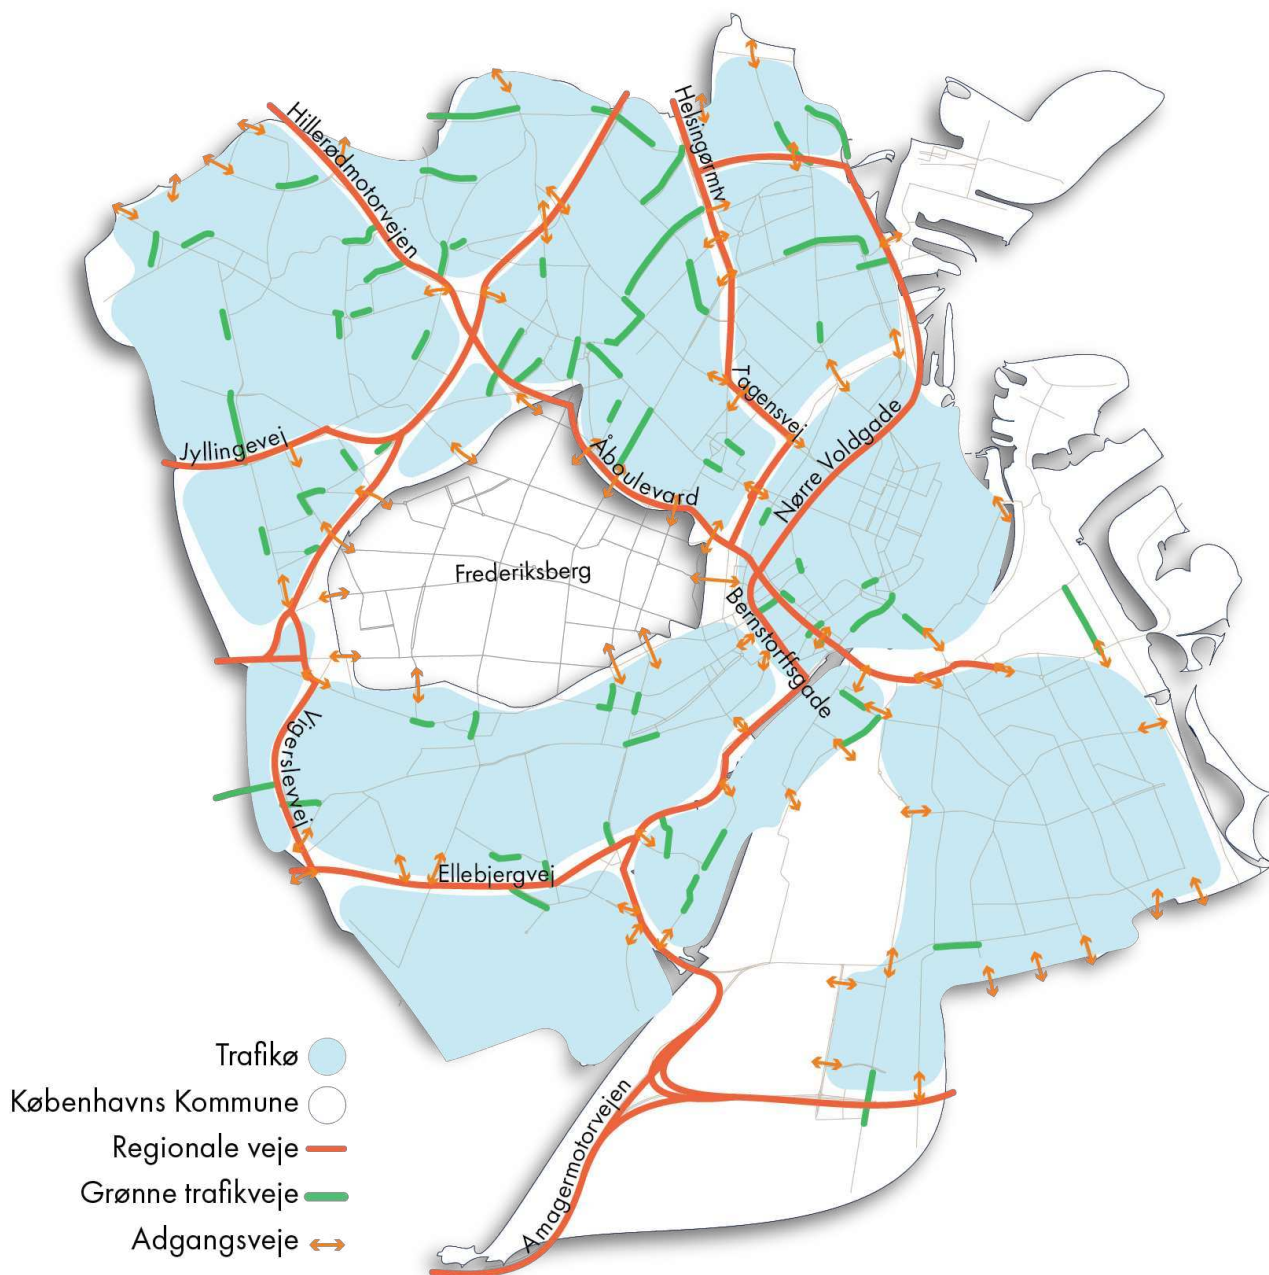 Hillerødmotorvejen
Helsingørmtv
Tagensvej
Jyllingevej
Åboulevard
Nørre Voldgade
Frederiksberg
Bernstorffsgade
Vigerslevvej
Ellebjergvej
Amagermotorvejen
Trafikø
Københavns Kommune
Regionale veje
Grønne trafikveje
Adgangsveje